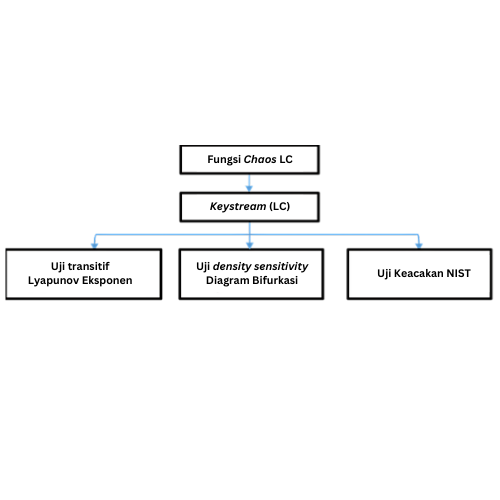 Fungsi Chaos LC
Keystream (LC)
Uji transitif
Lyapunov Eksponen
Uji density sensitivity
Diagram Bifurkasi
Uji Keacakan NIST